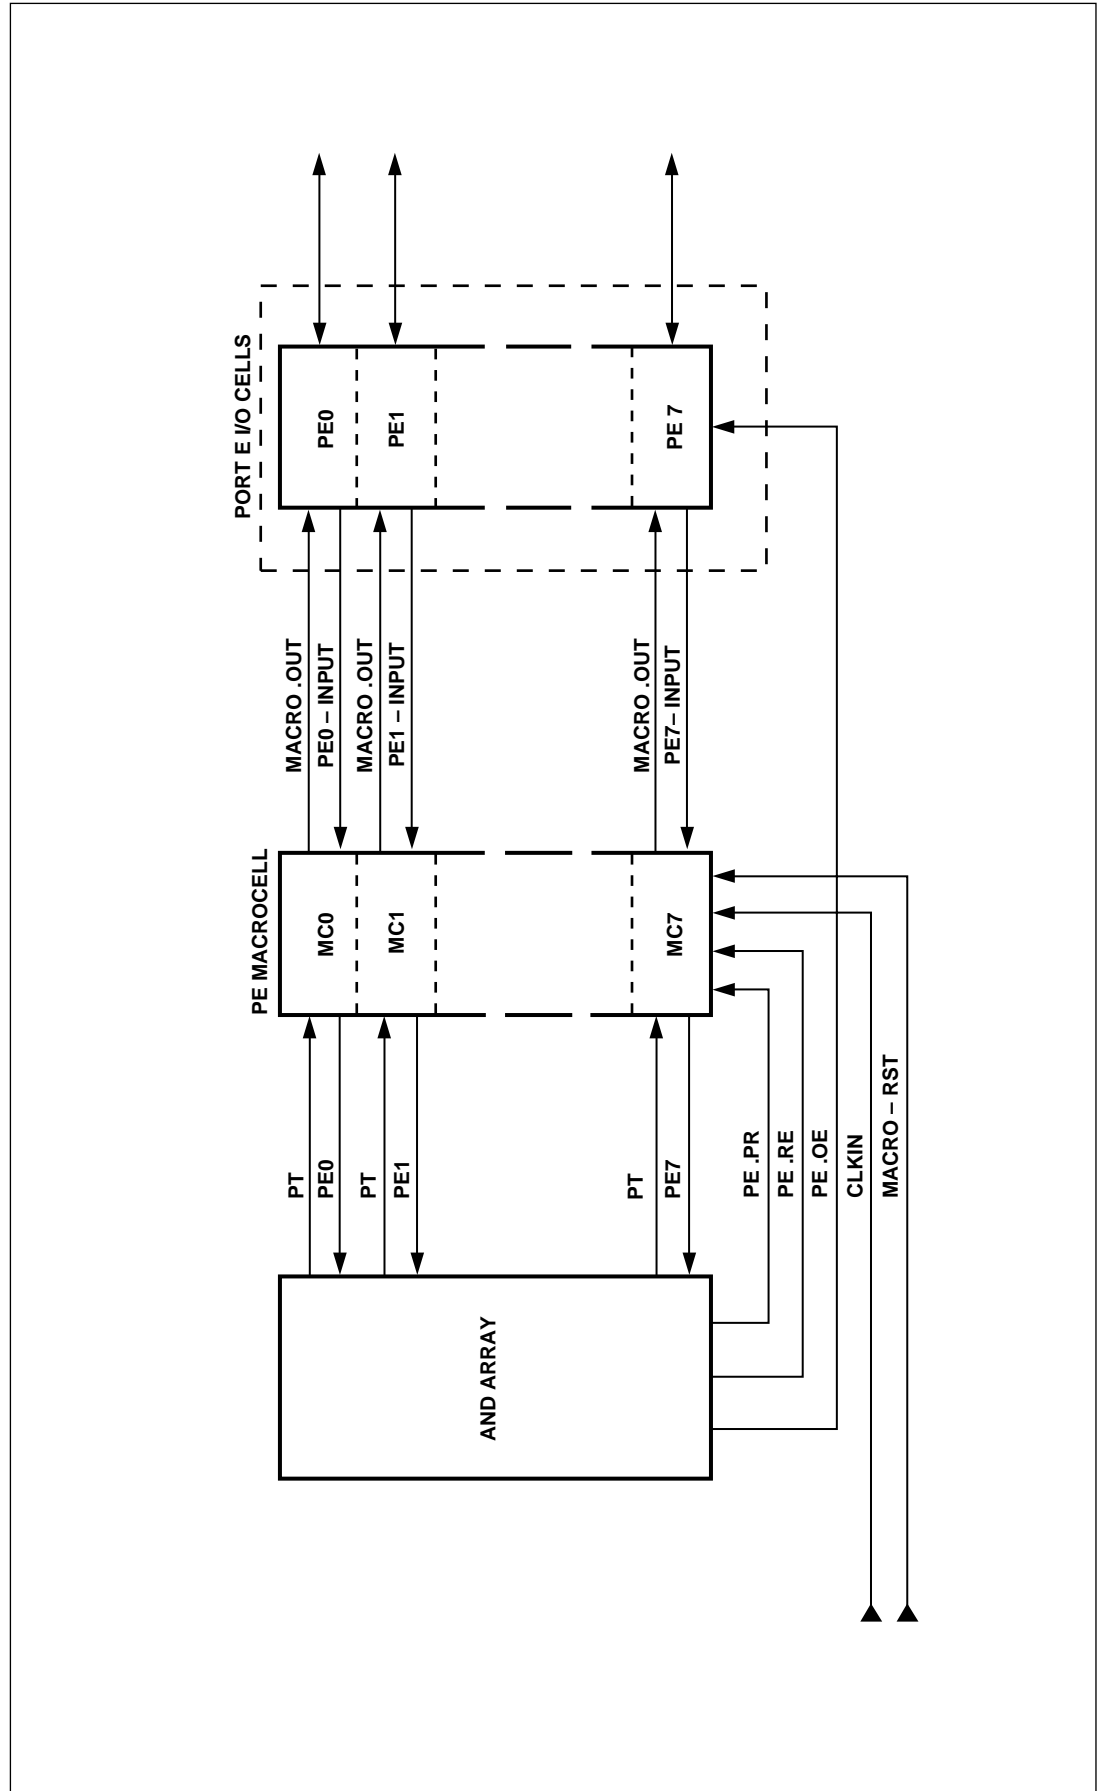 PE MACROCELL
PORT E I/O CELLS
AND ARRAY
PT
PE0
PT
PE1
PT
PE7
MC0
MC1
MC7
MACRO .OUT
PE0 – INPUT
MACRO .OUT
PE1 – INPUT
MACRO .OUT
PE7– INPUT
PE0
PE1
PE 7
PE .PR
PE .RE
PE .OE
CLKIN
MACRO – RST